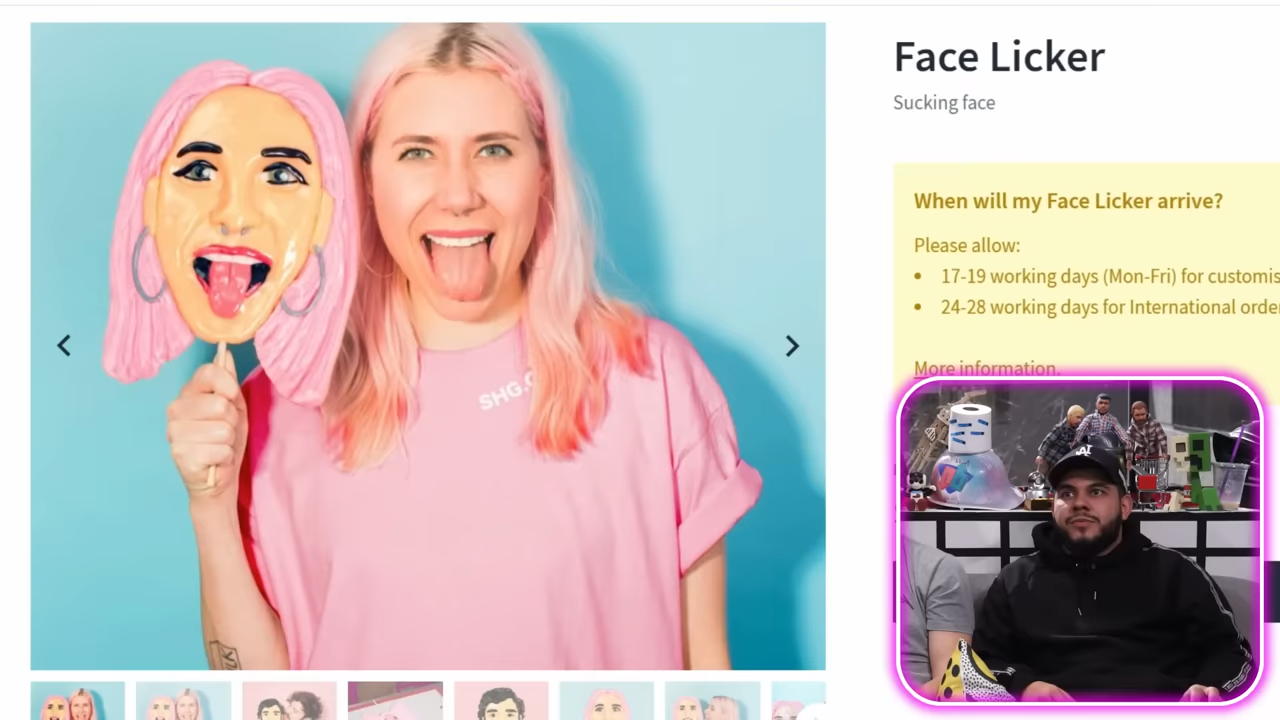 Face Licker
Sucking face
When will my Face Licker arrive?
Please allow:
17-19 working days (Mon-Fri) for customis
24-28 working days for International orde
More information.
SHG.